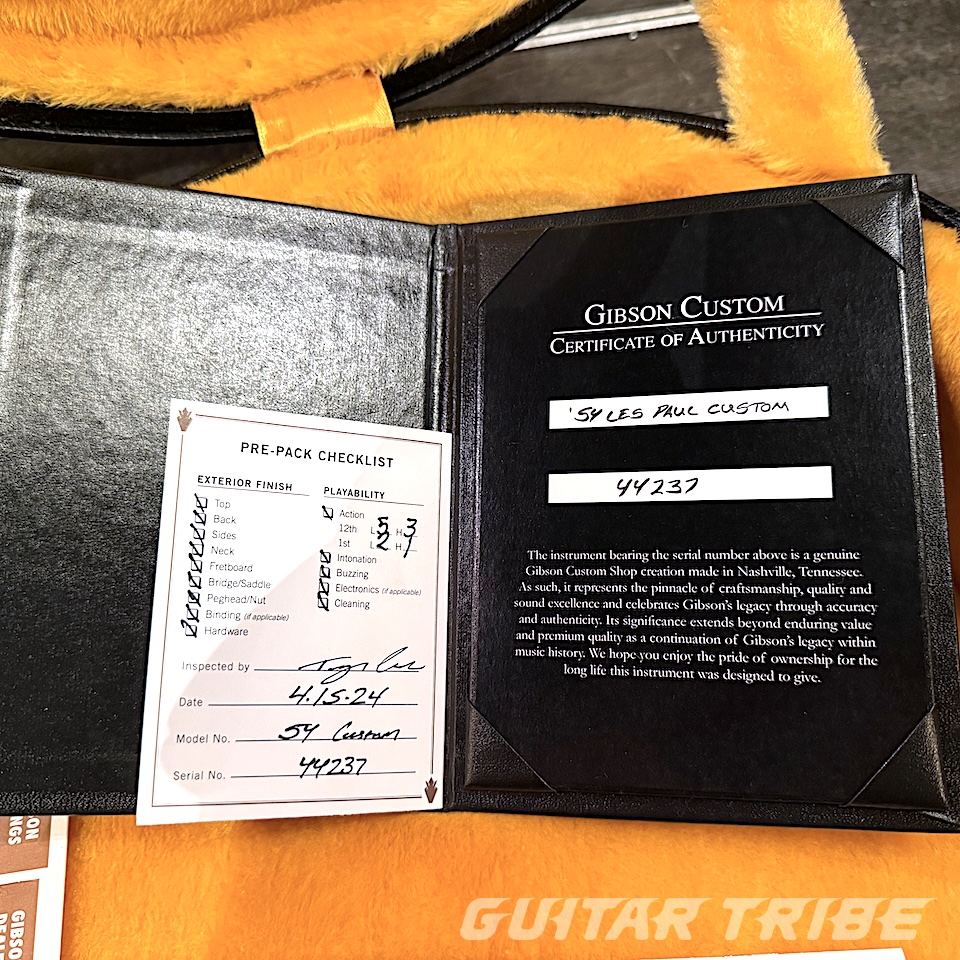 PRE-PACK CHECKLIST
EXTERIOR FINISH
Top
Back
Sides
Neck
Fretboard
Bridge/Saddle
Peghead/Nut
Binding (if applicable)
Hardware
PLAYABILITY
Action
12th L 5 H 3
1st L 2 H 1
Intonation
Buzzing
Electronics (if applicable)
Cleaning
Inspected by
Date 4.15.24
Model No. 54 Custom
Serial No. 44237
GIBSON CUSTOM
CERTIFICATE OF AUTHENTICITY
'54 LES PAUL CUSTOM
44237
The instrument bearing the serial number above is a genuine
Gibson Custom Shop creation made in Nashville, Tennessee.
As such, it represents the pinnacle of craftsmanship, quality and
sound excellence and celebrates Gibson's legacy through accuracy
and authenticity. Its significance extends beyond enduring value
and premium quality as a continuation of Gibson's legacy within
music history. We hope you enjoy the pride of ownership for the
long life this instrument was designed to give.
GUITAR TRIBE